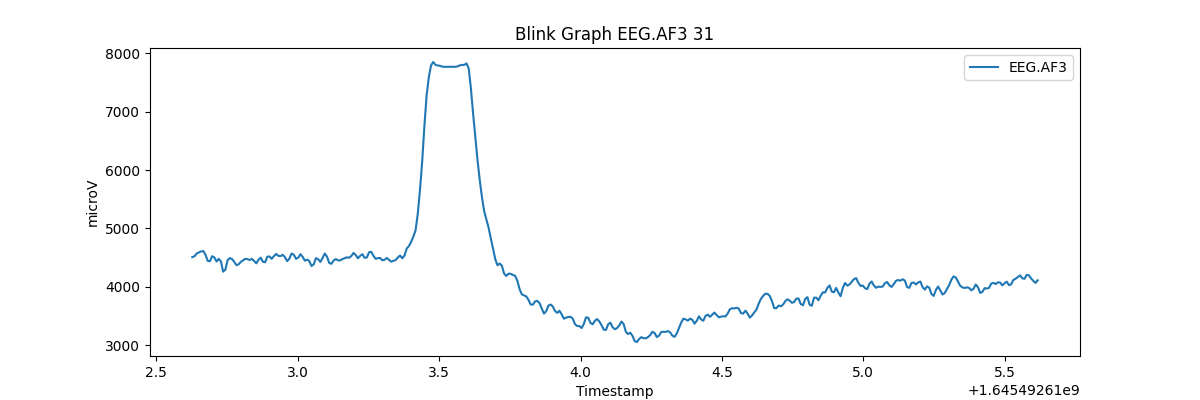 Blink Graph EEG.AF3 31
EEG.AF3
8000
7000
6000
5000
4000
3000
microV
2.5 3.0 3.5 4.0 4.5 5.0 5.5
Timestamp
+1.64549261e9